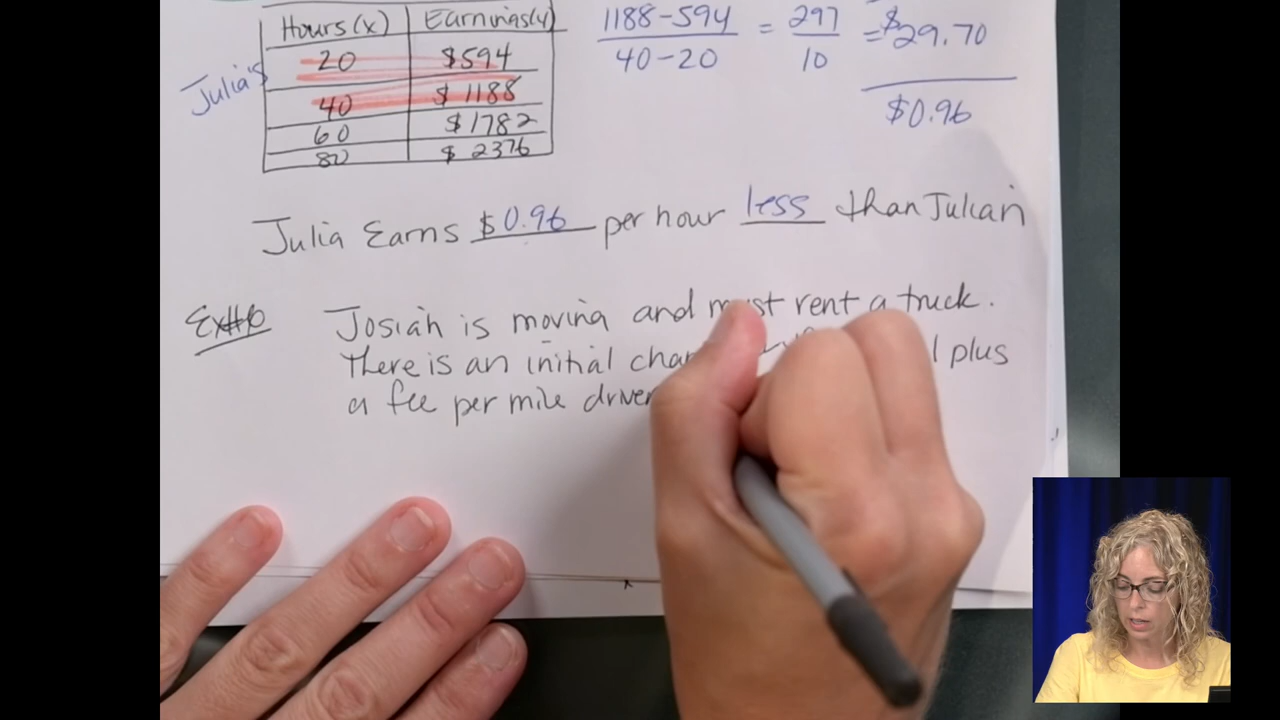 Hours (x) Earnings (y)
20 $594
40 $1188
60 $1782
80 $2376
Julia's
1188-594 / 40-20 = 297 / 10 = $29.70
$0.96
Julia Earns $0.96 per hour less than Julian
Ex#6 Josiah is moving and must rent a truck.
There is an initial plus
a fee per mile driven